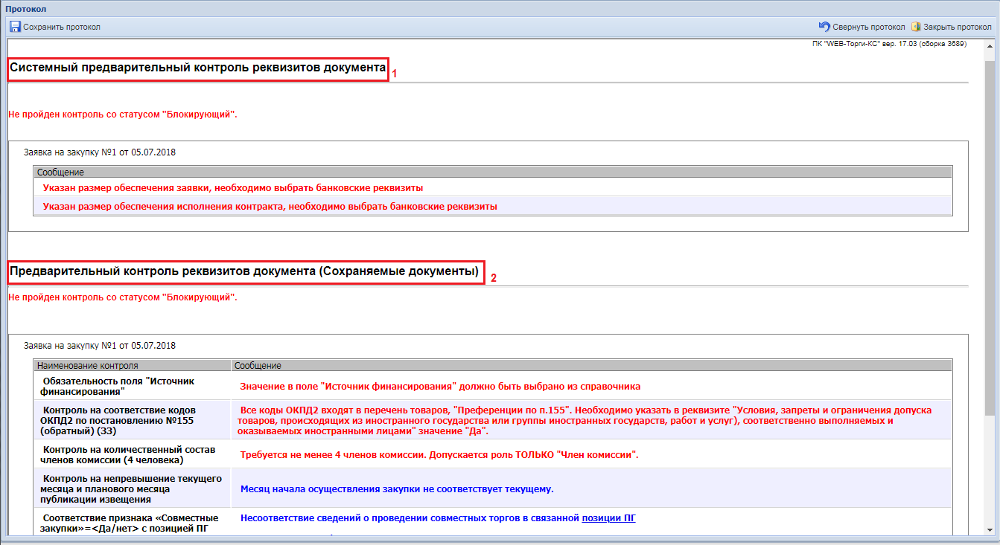 Протокол
Сохранить протокол
Свернуть протокол Закрыть протокол
ПК "WEB-Торги-КС" вер. 17.03 (сборка 3689)
Системный предварительный контроль реквизитов документа
1
Не пройден контроль со статусом "Блокирующий".
Заявка на закупку №1 от 05.07.2018
Сообщение
Указан размер обеспечения заявки, необходимо выбрать банковские реквизиты
Указан размер обеспечения исполнения контракта, необходимо выбрать банковские реквизиты
Предварительный контроль реквизитов документа (Сохраняемые документы)
2
Не пройден контроль со статусом "Блокирующий".
Заявка на закупку №1 от 05.07.2018
Наименование контроля Сообщение
Обязательность поля "Источник
финансирования"
Значение в поле "Источник финансирования" должно быть выбрано из справочника
Контроль на соответствие кодов
ОКПД2 по постановлению №155
(обратный) (ЗЗ)
Все коды ОКПД2 входят в перечень товаров, "Преференции по п.155". Необходимо указать в реквизите "Условия, запреты и ограничения допуска
товаров, происходящих из иностранного государства или группы иностранных государств, работ и услуг), соответственно выполняемых и
оказываемых иностранными лицами" значение "Да".
Контроль на количественный состав
членов комиссии (4 человека)
Требуется не менее 4 членов комиссии. Допускается роль ТОЛЬКО "Член комиссии".
Контроль на непревышение текущего
месяца и планового месяца
публикации извещения
Месяц начала осуществления закупки не соответствует текущему.
Соответствие признака «Совместные
закупки»=<Да/нет> с позицией ПГ
Несоответствие сведений о проведении совместных торгов в связанной позиции ПГ